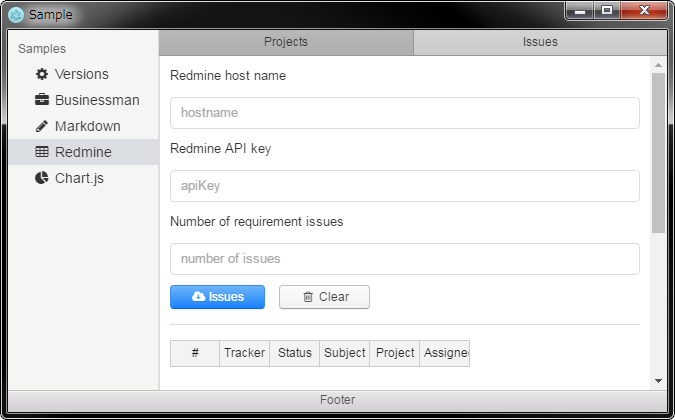 Sample
Samples
Versions
Businessman
Markdown
Redmine
Chart.js
Projects
Issues
Redmine host name
hostname
Redmine API key
apiKey
Number of requirement issues
number of issues
Issues
Clear
# Tracker Status Subject Project Assignee
Footer